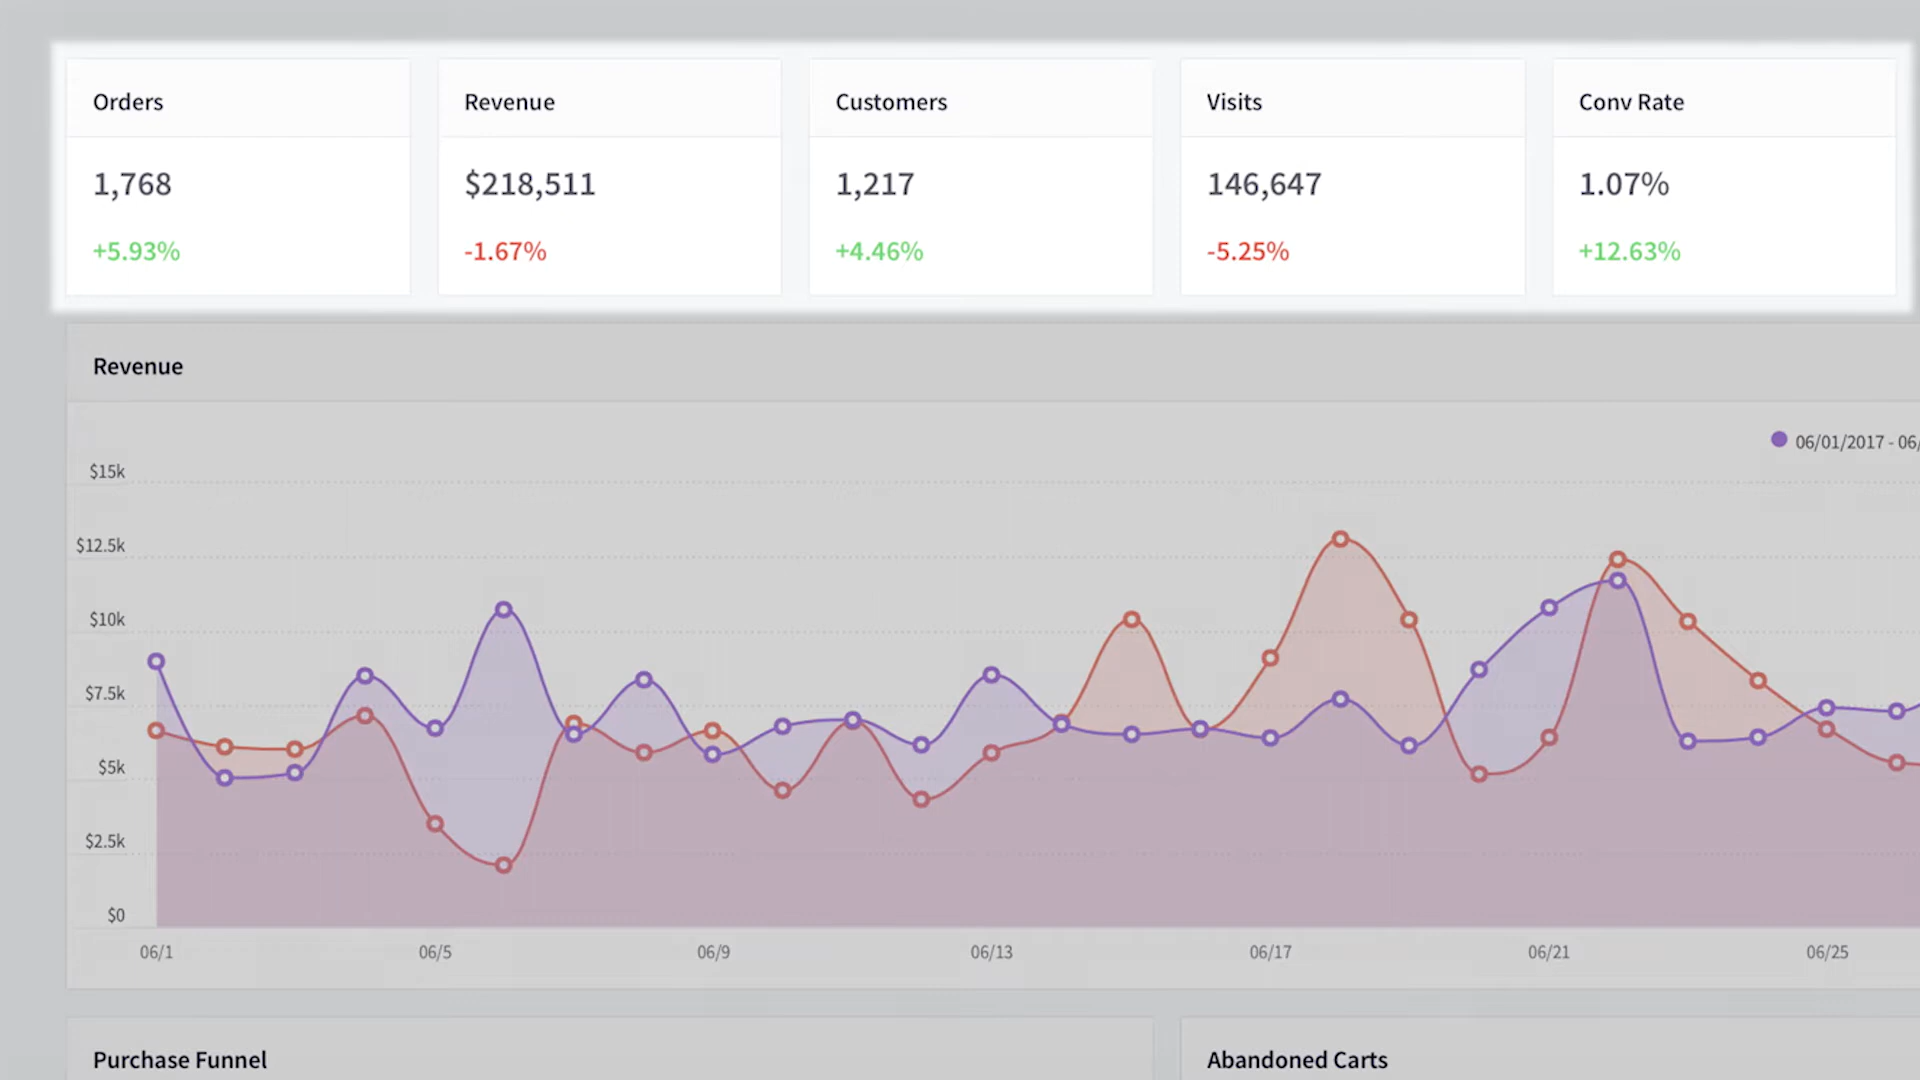 Orders
Revenue
Customers
Visits
Conv Rate
1,768
$218,511
1,217
146,647
1.07%
+5.93%
-1.67%
+4.46%
-5.25%
+12.63%
Revenue
06/01/2017 - 06/
$15k
$12.5k
$10k
$7.5k
$5k
$2.5k
$0
06/1
06/5
06/9
06/13
06/17
06/21
06/25
Purchase Funnel
Abandoned Carts